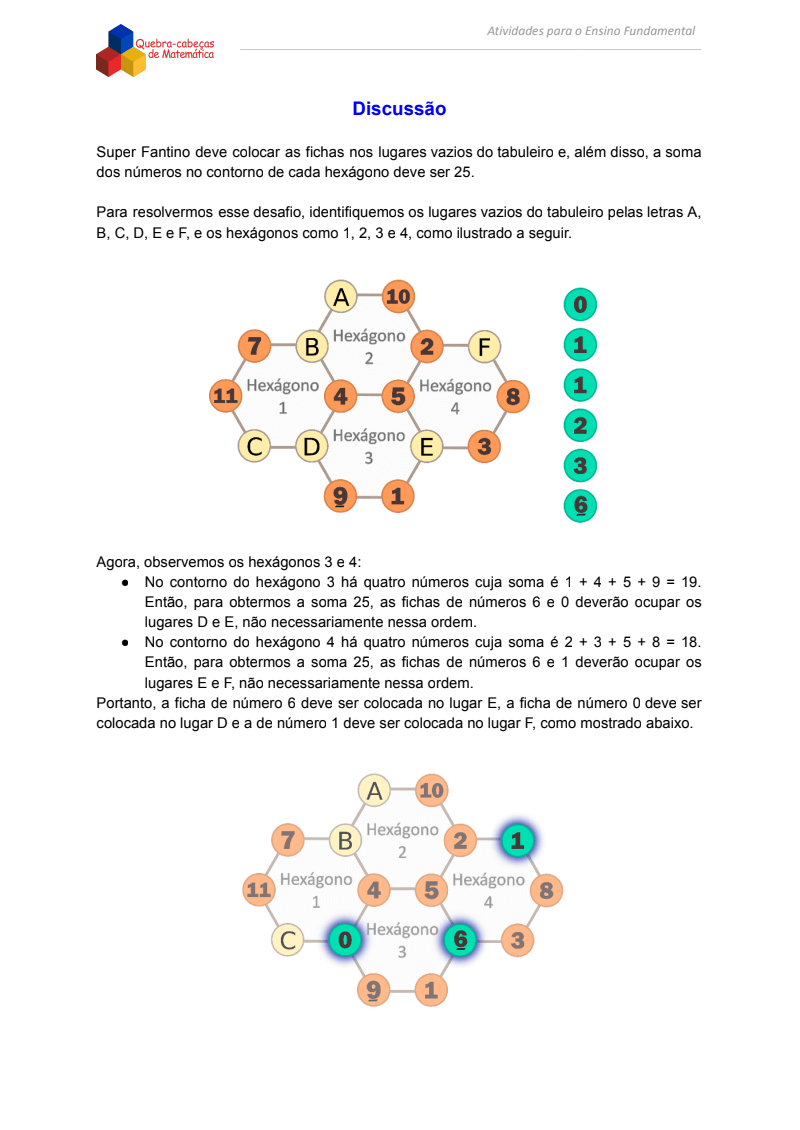 Atividades para o Ensino Fundamental
Quebra-cabeças
de Matemática
Discussão
Super Fantino deve colocar as fichas nos lugares vazios do tabuleiro e, além disso, a soma
dos números no contorno de cada hexágono deve ser 25.
Para resolvermos esse desafio, identifiquemos os lugares vazios do tabuleiro pelas letras A,
B, C, D, E e F, e os hexágonos como 1, 2, 3 e 4, como ilustrado a seguir.
A 10
0
7 B Hexágono 2 F
2
1
11 Hexágono 4 5 Hexágono 8
1 4
1
C D Hexágono E 3
3
2
9 1
3
6
Agora, observemos os hexágonos 3 e 4:
● No contorno do hexágono 3 há quatro números cuja soma é 1 + 4 + 5 + 9 = 19.
Então, para obtermos a soma 25, as fichas de números 6 e 0 deverão ocupar os
lugares D e E, não necessariamente nessa ordem.
● No contorno do hexágono 4 há quatro números cuja soma é 2 + 3 + 5 + 8 = 18.
Então, para obtermos a soma 25, as fichas de números 6 e 1 deverão ocupar os
lugares E e F, não necessariamente nessa ordem.
Portanto, a ficha de número 6 deve ser colocada no lugar E, a ficha de número 0 deve ser
colocada no lugar D e a de número 1 deve ser colocada no lugar F, como mostrado abaixo.
A 10
7 B Hexágono 2 1
2
11 Hexágono 4 5 Hexágono 8
1 4
C 0 Hexágono 6 3
3
9 1